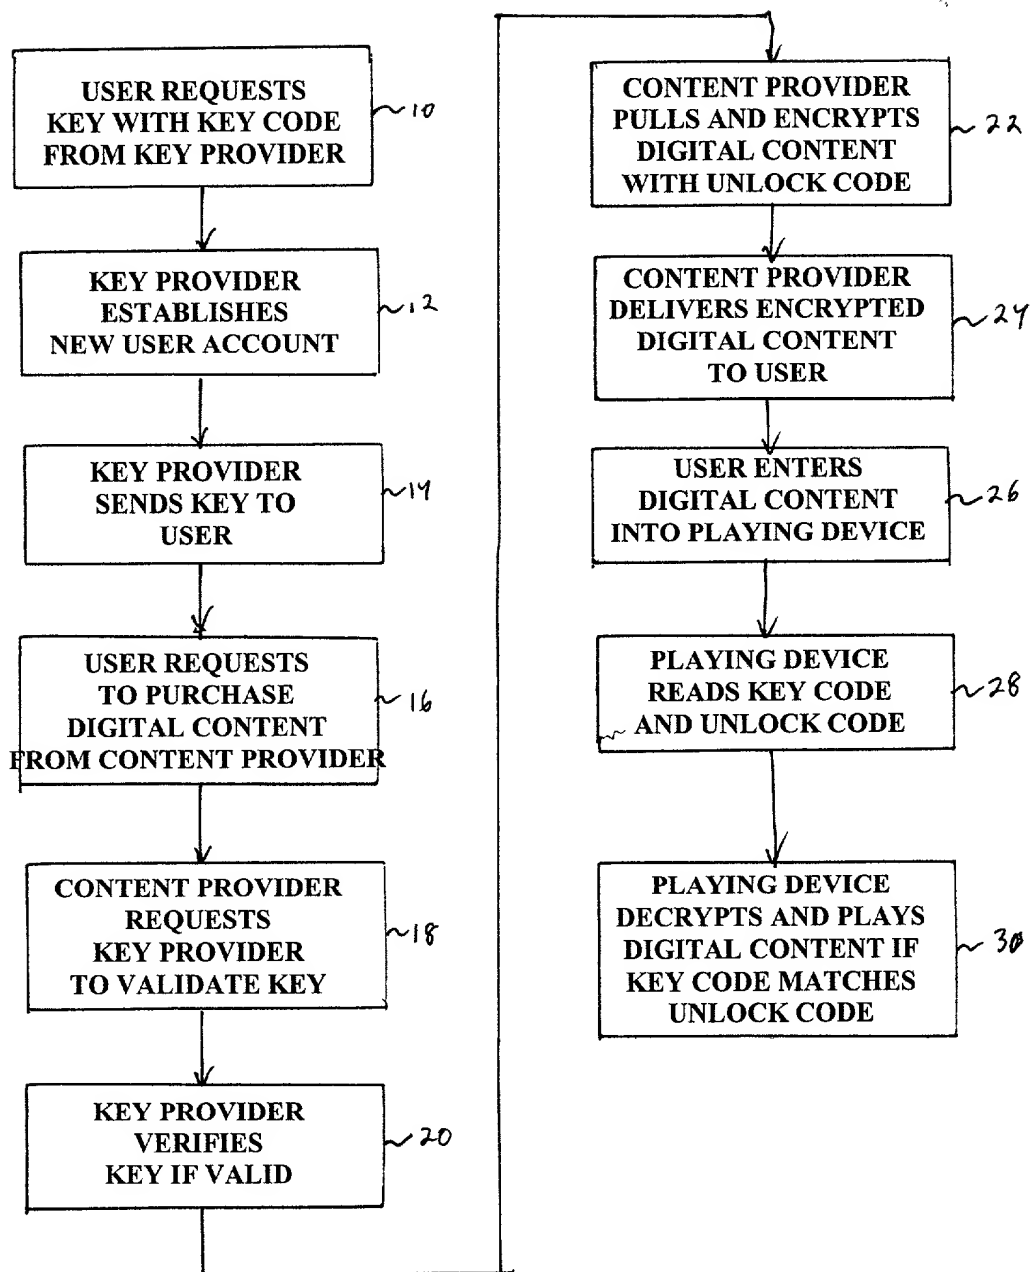 USER REQUESTS
KEY WITH KEY CODE
FROM KEY PROVIDER
10
KEY PROVIDER
ESTABLISHES
NEW USER ACCOUNT
12
KEY PROVIDER
SENDS KEY TO
USER
14
USER REQUESTS
TO PURCHASE
DIGITAL CONTENT
FROM CONTENT PROVIDER
16
CONTENT PROVIDER
REQUESTS
KEY PROVIDER
TO VALIDATE KEY
18
KEY PROVIDER
VERIFIES
KEY IF VALID
20
CONTENT PROVIDER
PULLS AND ENCRYPTS
DIGITAL CONTENT
WITH UNLOCK CODE
22
CONTENT PROVIDER
DELIVERS ENCRYPTED
DIGITAL CONTENT
TO USER
24
USER ENTERS
DIGITAL CONTENT
INTO PLAYING DEVICE
26
PLAYING DEVICE
READS KEY CODE
AND UNLOCK CODE
28
PLAYING DEVICE
DECRYPTS AND PLAYS
DIGITAL CONTENT IF
KEY CODE MATCHES
UNLOCK CODE
30